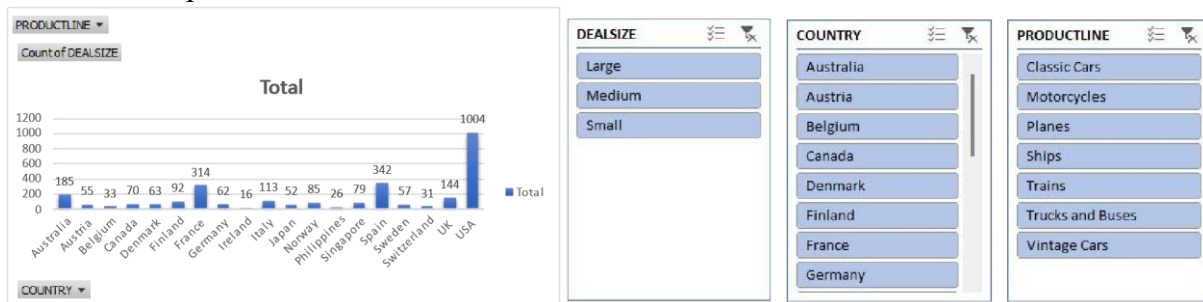 PRODUCTLINE
Count of DEALSIZE
Total
1200
1000
800
600
400
200
0
185
55
33
70
63
92
314
62
16
113
52
85
26
79
342
57
31
144
1004
Australia
Austria
Belgium
Canada
Denmark
Finland
France
Germany
Ireland
Italy
Japan
Norway
Philippines
Singapore
Spain
Sweden
Switzerland
UK
USA
Total
COUNTRY
DEALSIZE
Large
Medium
Small
COUNTRY
Australia
Austria
Belgium
Canada
Denmark
Finland
France
Germany
PRODUCTLINE
Classic Cars
Motorcycles
Planes
Ships
Trains
Trucks and Buses
Vintage Cars